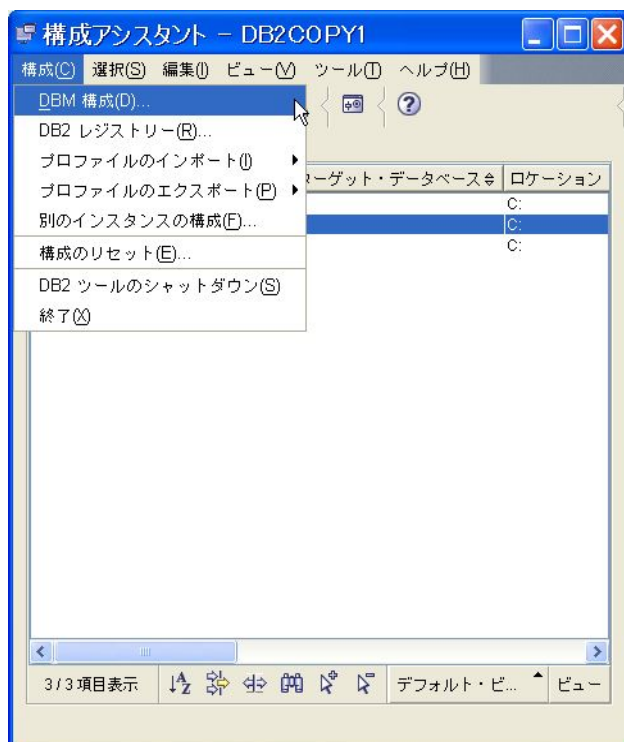 構成アシスタント - DB2COPY1
構成(C) 選択(S) 編集(I) ビュー(V) ツール(T) ヘルプ(H)
DBM 構成(D)...
DB2 レジストリー(R)...
プロファイルのインポート(I)
プロファイルのエクスポート(P)
別のインスタンスの構成(F)...
構成のリセット(E)...
DB2 ツールのシャットダウン(S)
終了(X)
ターゲット・データベース ロケーション
C:
C:
C:
3/3項目表示 デフォルト・ビ... ビュー